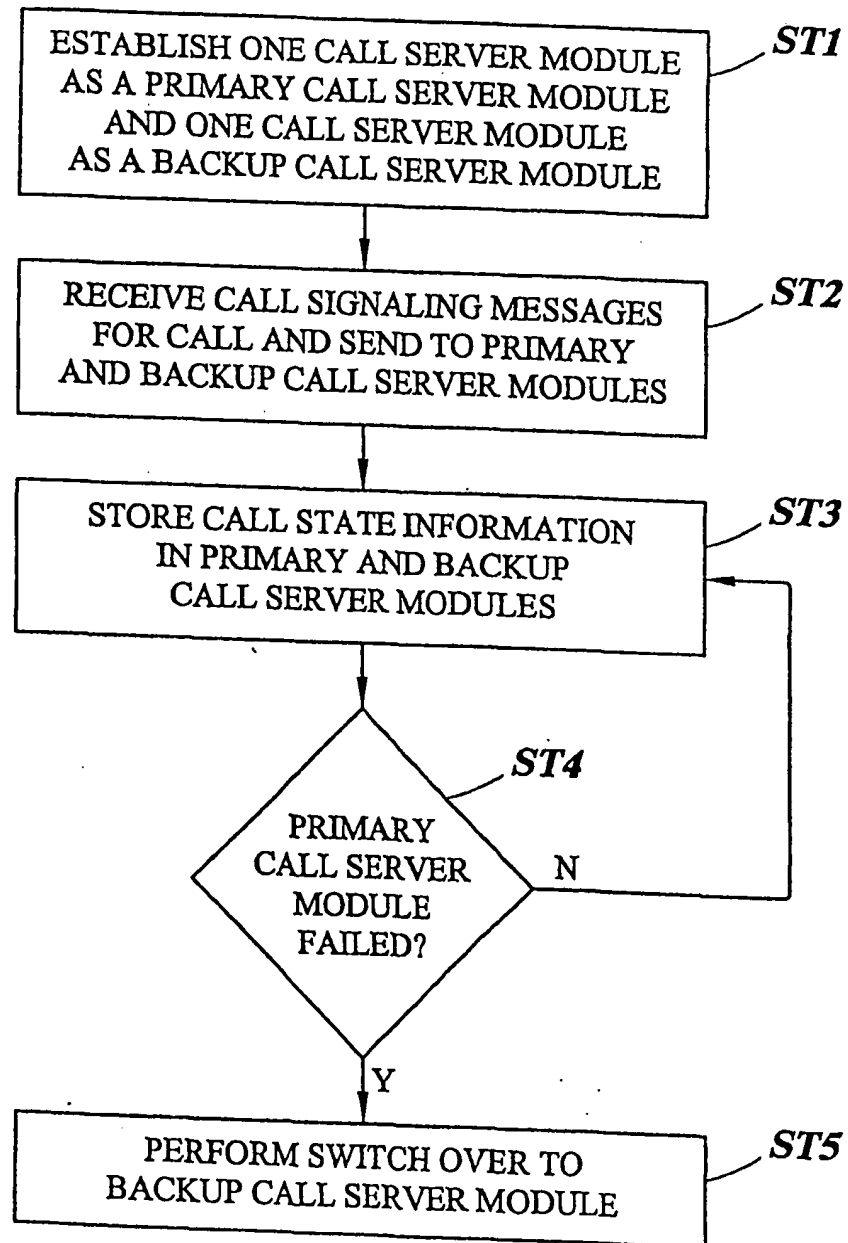 ESTABLISH ONE CALL SERVER MODULE
AS A PRIMARY CALL SERVER MODULE
AND ONE CALL SERVER MODULE
AS A BACKUP CALL SERVER MODULE
ST1
RECEIVE CALL SIGNALING MESSAGES
FOR CALL AND SEND TO PRIMARY
AND BACKUP CALL SERVER MODULES
ST2
STORE CALL STATE INFORMATION
IN PRIMARY AND BACKUP
CALL SERVER MODULES
ST3
ST4
PRIMARY
CALL SERVER
MODULE
FAILED?
N
Y
PERFORM SWITCH OVER TO
BACKUP CALL SERVER MODULE
ST5